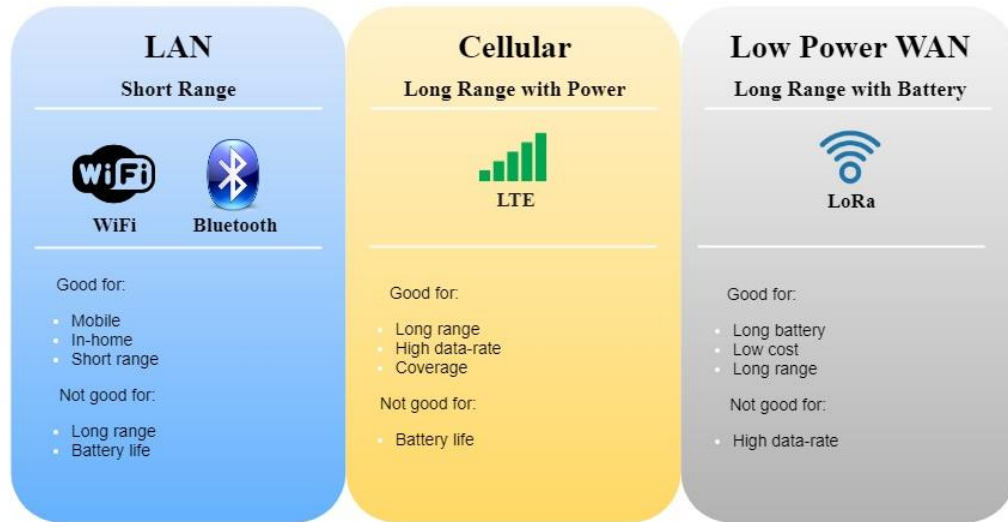 LAN
Short Range
WiFi
WiFi
Bluetooth
Good for:
Mobile
In-home
Short range
Not good for:
Long range
Battery life
Cellular
Long Range with Power
LTE
Good for:
Long range
High data-rate
Coverage
Not good for:
Battery life
Low Power WAN
Long Range with Battery
LoRa
Good for:
Long battery
Low cost
Long range
Not good for:
High data-rate